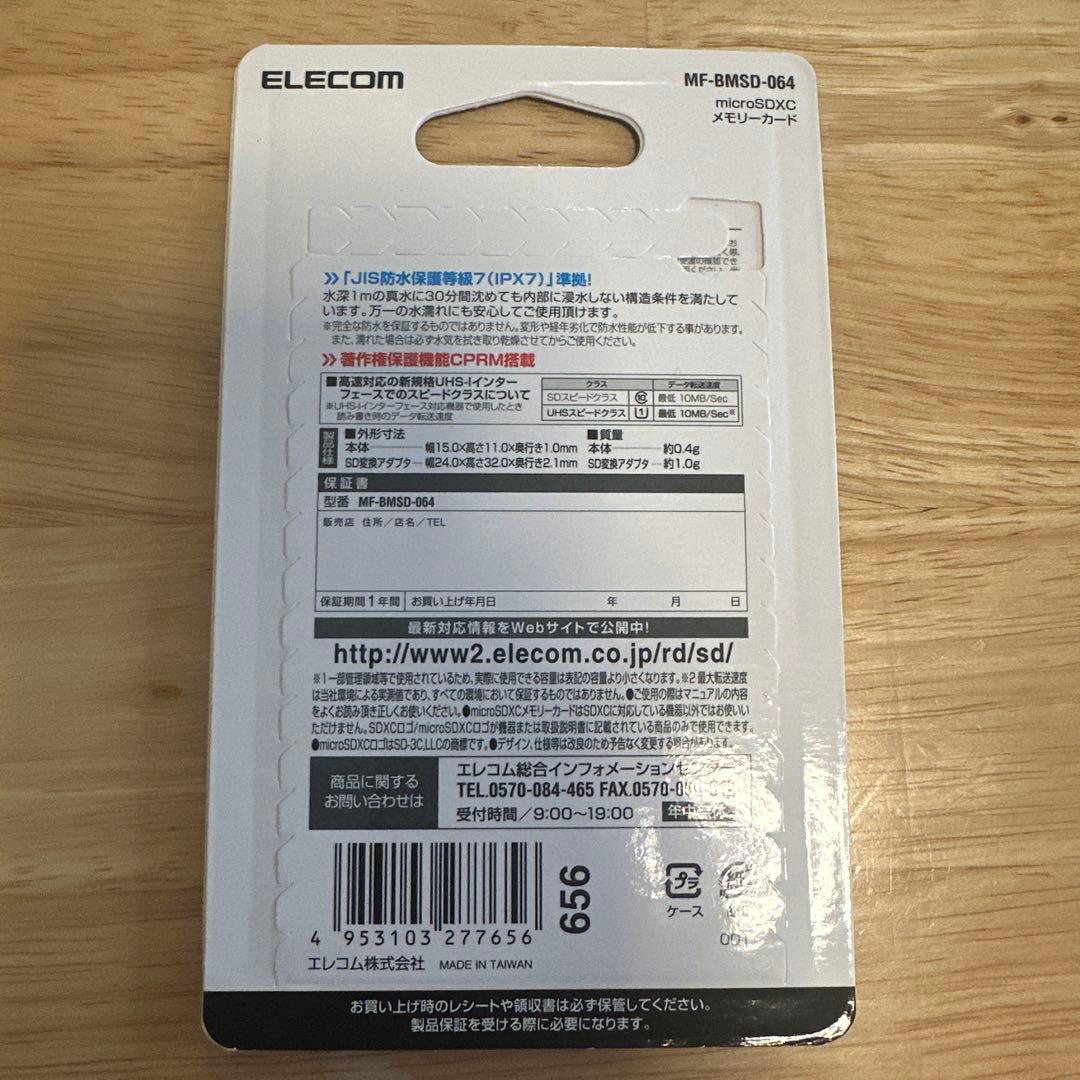 ELECOM
MF-BMSD-064
microSDXC
メモリーカード
≫「JIS防水保護等級7(IPX7)」準拠!
水深1mの真水に30分間沈めても内部に浸水しない構造条件を満たして
います。万一の水濡れにも安心してご使用頂けます。
※完全な防水を保証するものではありません。変形や経年劣化で防水性能が低下する事があります。
また、濡れた場合は必ず水気を拭き取り乾燥させてからご使用ください。
≫著作権保護機能CPRM搭載
■高速対応の新規格UHS-Iインター
フェースでのスピードクラスについて
※UHS-Iインターフェース対応機器で使用したとき
読み書き時のデータ転送速度
クラス データ転送速度
SDスピードクラス ⑩ 最低 10MB/Sec
UHSスピードクラス 1 最低 10MB/Sec※
製品仕様
■外形寸法
本体 幅15.0×高さ11.0×奥行き1.0mm
SD変換アダプター 幅24.0×高さ32.0×奥行き2.1mm
■質量
本体 約0.4g
SD変換アダプター 約1.0g
保証書
型番 MF-BMSD-064
販売店 住所/店名/TEL
保証期間1年間 お買い上げ年月日 年 月 日
最新対応情報をWebサイトで公開中!
http://www2.elecom.co.jp/rd/sd/
※1一部管理領域等で使用されているため、実際に使用できる容量は表記の容量より小さくなります。※2最大転送速度
は当社環境による実測値であり、すべての環境において保証するものではありません。●ご使用の際はマニュアルの内容
をよくお読み頂き正しくお使いください。●microSDXCメモリーカードはSDXCに対応している機器以外ではお使いい
ただけません。SDXCロゴ/microSDXCロゴが機器または取扱説明書に記載されている商品のみで使用できます。
●microSDXCロゴはSD-3C,LLCの商標です。●デザイン、仕様等は改良のため予告なく変更する場合があります。
商品に関する
お問い合わせは
エレコム総合インフォメーションセンター
TEL.0570-084-465 FAX.0570-0
受付時間/9:00〜19:00 年中
4 953103 277656
656
プラ
ケース
紙
001
エレコム株式会社 MADE IN TAIWAN
お買い上げ時のレシートや領収書は必ず保管してください。
製品保証を受ける際に必要になります。